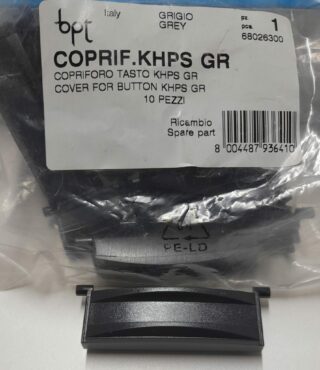 bpt
Italy
GRIGIO
GREY
pz.
pcs.
1
68026300
COPRIF.KHPS GR
COPRIFORO TASTO KHPS GR
COVER FOR BUTTON KHPS GR
10 PEZZI
Ricambio
Spare part
8 004487 936410
PE-LD